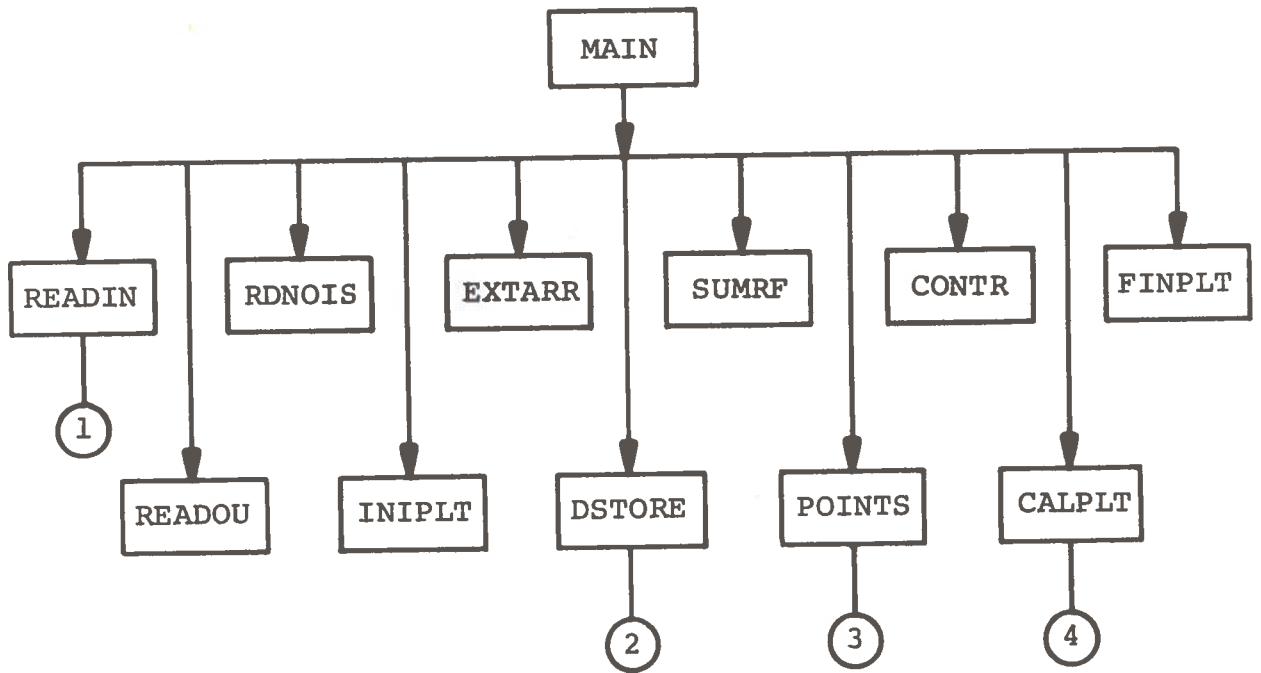 MAIN
READIN
RDNOIS
EXTARR
SUMRF
CONTR
FINPLT
1
READOU
INIPLT
DSTORE
POINTS
CALPLT
2
3
4